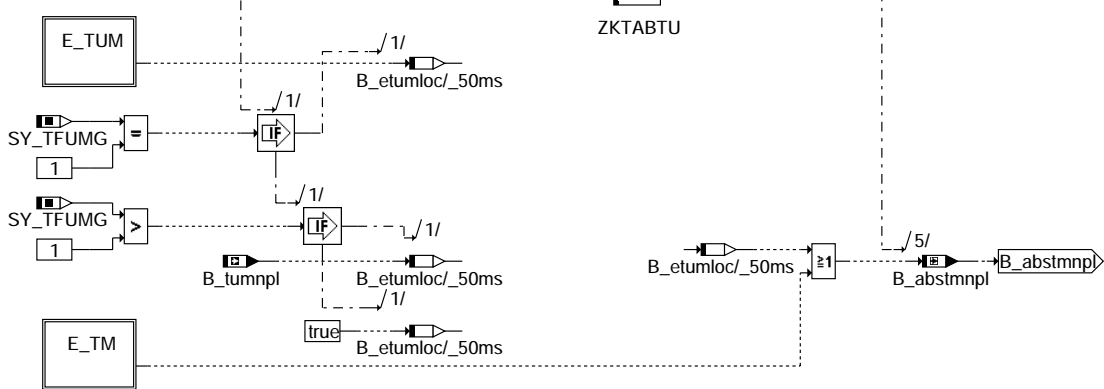 ZKTABTU
E_TUM
/1/
B_etumloc/_50ms
/1/
SY_TFUMG
=
IF
1
/1/
SY_TFUMG
>
IF
/1/
1
B_tumnpl
B_etumloc/_50ms
/1/
true
B_etumloc/_50ms
E_TM
B_etumloc/_50ms
≥1
/5/
B_abstmnpl
B_abstmnpl